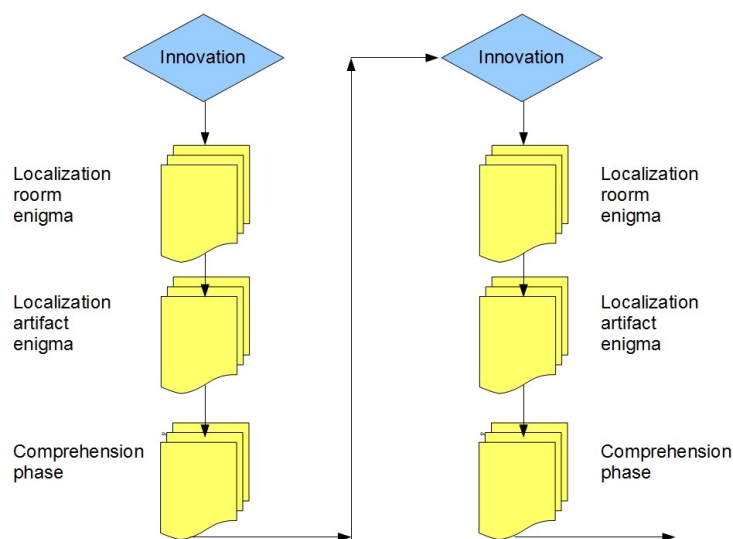 Innovation
Localization
roorm
enigma
Localization
artifact
enigma
Comprehension
phase
Innovation
Localization
roorm
enigma
Localization
artifact
enigma
Comprehension
phase